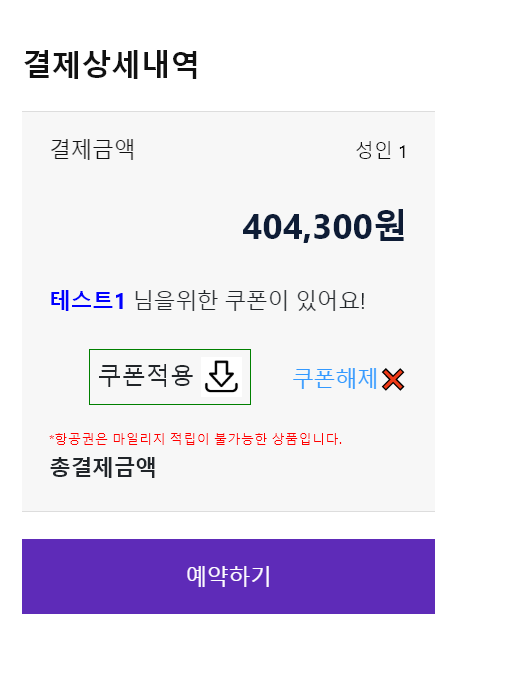 결제상세내역
결제금액 성인 1
404,300원
테스트1 님을위한 쿠폰이 있어요!
쿠폰적용 쿠폰해제
*항공권은 마일리지 적립이 불가능한 상품입니다.
총결제금액
예약하기